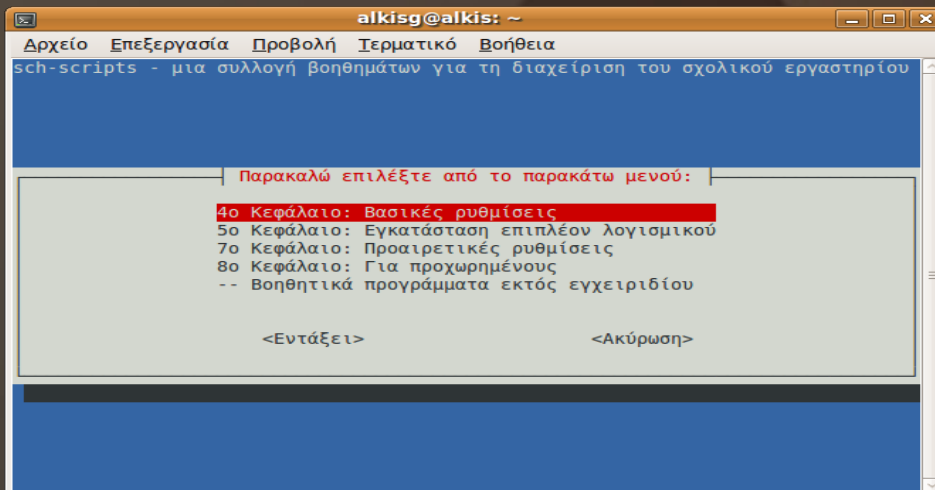 alkisg@alkis: ~
Αρχείο Επεξεργασία Προβολή Τερματικό Βοήθεια
sch-scripts - μια συλλογή βοηθημάτων για τη διαχείριση του σχολικού εργαστηρίου
Παρακαλώ επιλέξτε από το παρακάτω μενού:
4ο Κεφάλαιο: Βασικές ρυθμίσεις
5ο Κεφάλαιο: Εγκατάσταση επιπλέον λογισμικού
7ο Κεφάλαιο: Προαιρετικές ρυθμίσεις
8ο Κεφάλαιο: Για προχωρημένους
-- Βοηθητικά προγράμματα εκτός εγχειριδίου
<Εντάξει> <Ακύρωση>